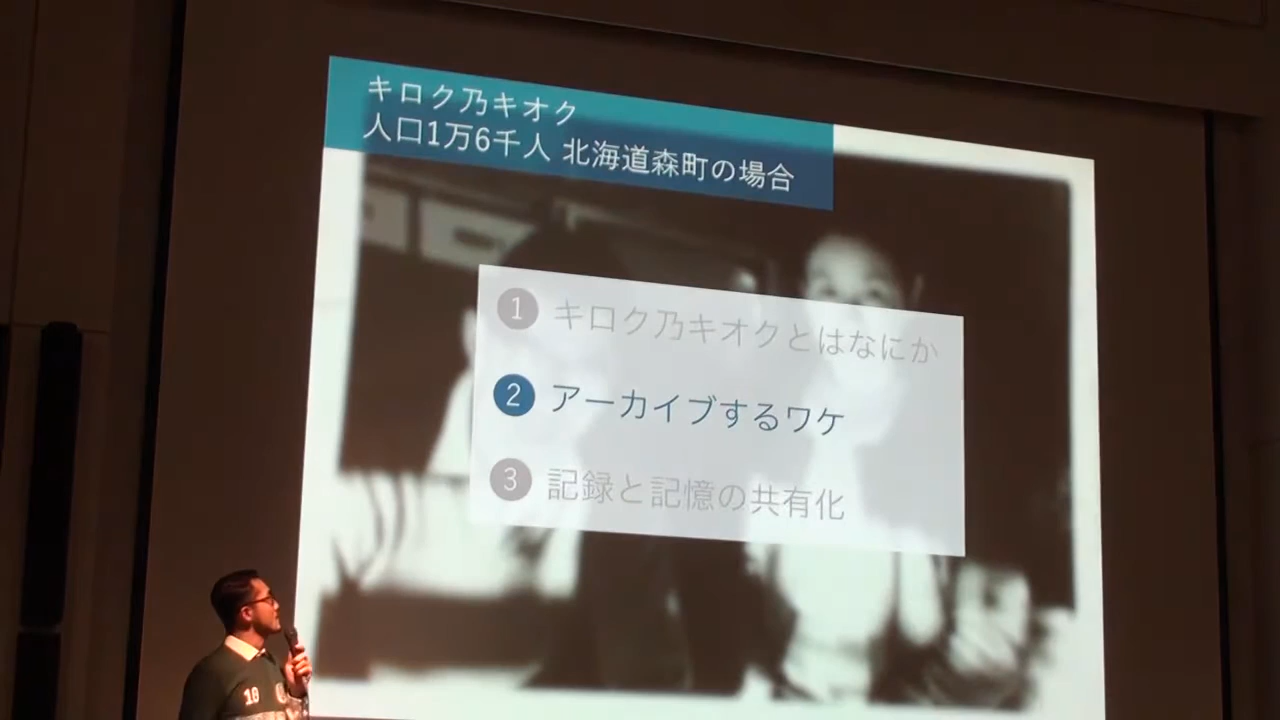 キロク乃キオク
人口1万6千人 北海道森町の場合
1 キロク乃キオクとはなにか
2 アーカイブするワケ
3 記録と記憶の共有化
10